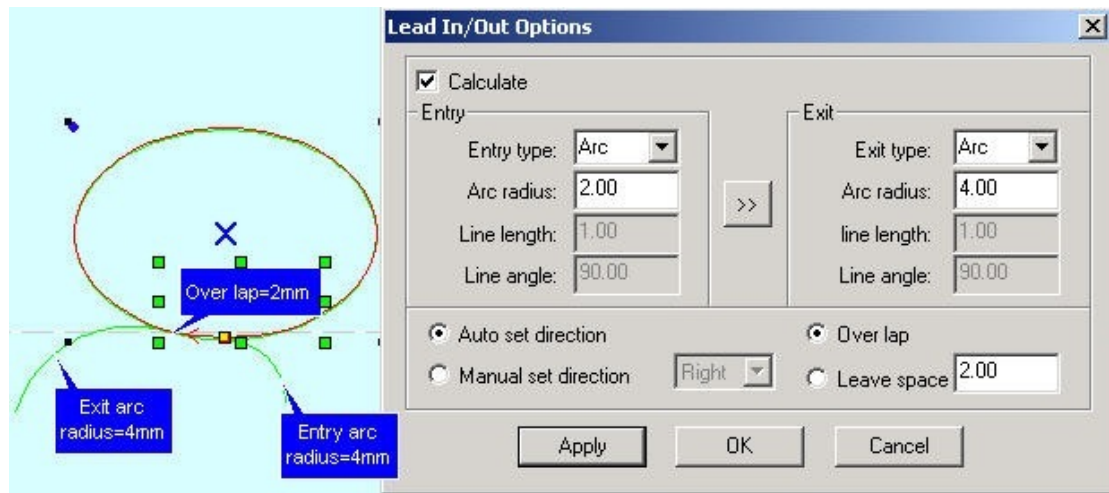 Lead In/Out Options
Calculate
Entry
Entry type: Arc
Arc radius: 2.00
Line length: 1.00
Line angle: 90.00
>>
Exit
Exit type: Arc
Arc radius: 4.00
line length: 1.00
Line angle: 90.00
Auto set direction
Manual set direction Right
Over lap
Leave space 2.00
Apply OK Cancel
Over lap=2mm
Exit arc
radius=4mm
Entry arc
radius=4mm